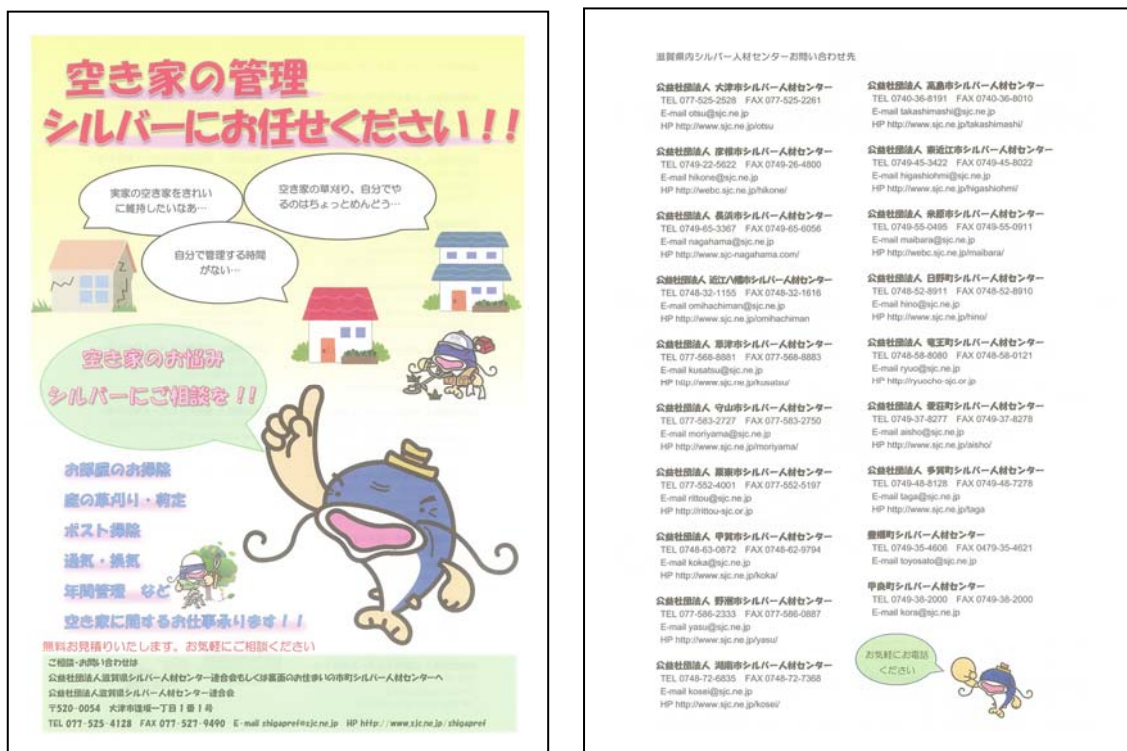 空き家の管理
シルバーにお任せください!!
実家の空き家をきれい
に維持したいなあ…
空き家の草刈り、自分でや
るのはちょっとめんどう…
自分で管理する時間
がない…
空き家のお悩み
シルバーにご相談を!!
お部屋のお掃除
庭の草刈り・剪定
ポスト掃除
通気・換気
年間管理 など
空き家に関するお仕事承ります!!
無料お見積りいたします。お気軽にご相談ください
ご相談・お問い合わせは
公益社団法人滋賀県シルバー人材センター連合会もしくは裏面のお住まいの市町シルバー人材センターへ
公益社団法人滋賀県シルバー人材センター連合会
〒520-0054 大津市逢坂一丁目1番1号
TEL 077-525-4128 FAX 077-527-9490 E-mail shigapref@sjc.ne.jp HP http://www.sjc.ne.jp/shigapref
滋賀県内シルバー人材センターお問い合わせ先
公益社団法人 大津市シルバー人材センター
TEL 077-525-2528 FAX 077-525-2261
E-mail otsu@sjc.ne.jp
HP http://www.sjc.ne.jp/otsu
公益社団法人 彦根市シルバー人材センター
TEL 0749-22-5622 FAX 0749-26-4800
E-mail hikone@sjc.ne.jp
HP http://webc.sjc.ne.jp/hikone/
公益社団法人 長浜市シルバー人材センター
TEL 0749-65-3367 FAX 0749-65-6056
E-mail nagahama@sjc.ne.jp
HP http://www.sjc-nagahama.com/
公益社団法人 近江八幡市シルバー人材センター
TEL 0748-32-1155 FAX 0748-32-1616
E-mail omihachiman@sjc.ne.jp
HP http://www.sjc.ne.jp/omihachiman
公益社団法人 草津市シルバー人材センター
TEL 077-568-8881 FAX 077-568-8883
E-mail kusatsu@sjc.ne.jp
HP http://www.sjc.ne.jp/kusatsu/
公益社団法人 守山市シルバー人材センター
TEL 077-583-2727 FAX 077-583-2750
E-mail moriyama@sjc.ne.jp
HP http://www.sjc.ne.jp/moriyama/
公益社団法人 栗東市シルバー人材センター
TEL 077-552-4001 FAX 077-552-5197
E-mail rittou@sjc.ne.jp
HP http://rittou-sjc.or.jp
公益社団法人 甲賀市シルバー人材センター
TEL 0748-63-0872 FAX 0748-62-9794
E-mail koka@sjc.ne.jp
HP http://www.sjc.ne.jp/koka/
公益社団法人 野洲市シルバー人材センター
TEL 077-586-2333 FAX 077-586-0887
E-mail yasu@sjc.ne.jp
HP http://www.sjc.ne.jp/yasu/
公益社団法人 湖南市シルバー人材センター
TEL 0748-72-6835 FAX 0748-72-7368
E-mail kosei@sjc.ne.jp
HP http://www.sjc.ne.jp/kosei/
公益社団法人 高島市シルバー人材センター
TEL 0740-36-8191 FAX 0740-36-8010
E-mail takashimashi@sjc.ne.jp
HP http://www.sjc.ne.jp/takashimashi/
公益社団法人 東近江市シルバー人材センター
TEL 0749-45-3422 FAX 0749-45-8022
E-mail higashiohmi@sjc.ne.jp
HP http://www.sjc.ne.jp/higashiohmi/
公益社団法人 米原市シルバー人材センター
TEL 0749-55-0495 FAX 0749-55-0911
E-mail maibara@sjc.ne.jp
HP http://webc.sjc.ne.jp/maibara/
公益社団法人 日野町シルバー人材センター
TEL 0748-52-8911 FAX 0748-52-8910
E-mail hino@sjc.ne.jp
HP http://www.sjc.ne.jp/hino/
公益社団法人 竜王町シルバー人材センター
TEL 0748-58-8080 FAX 0748-58-0121
E-mail ryuo@sjc.ne.jp
HP http://ryuocho-sjc.or.jp
公益社団法人 愛荘町シルバー人材センター
TEL 0749-37-8277 FAX 0749-37-8278
E-mail aisho@sjc.ne.jp
HP http://www.sjc.ne.jp/aisho/
公益社団法人 多賀町シルバー人材センター
TEL 0749-48-8128 FAX 0749-48-7278
E-mail taga@sjc.ne.jp
HP http://www.sjc.ne.jp/taga
豊郷町シルバー人材センター
TEL 0749-35-4606 FAX 0479-35-4621
E-mail toyosato@sjc.ne.jp
甲良町シルバー人材センター
TEL 0749-38-2000 FAX 0749-38-2000
E-mail kora@sjc.ne.jp
お気軽にお電話
ください